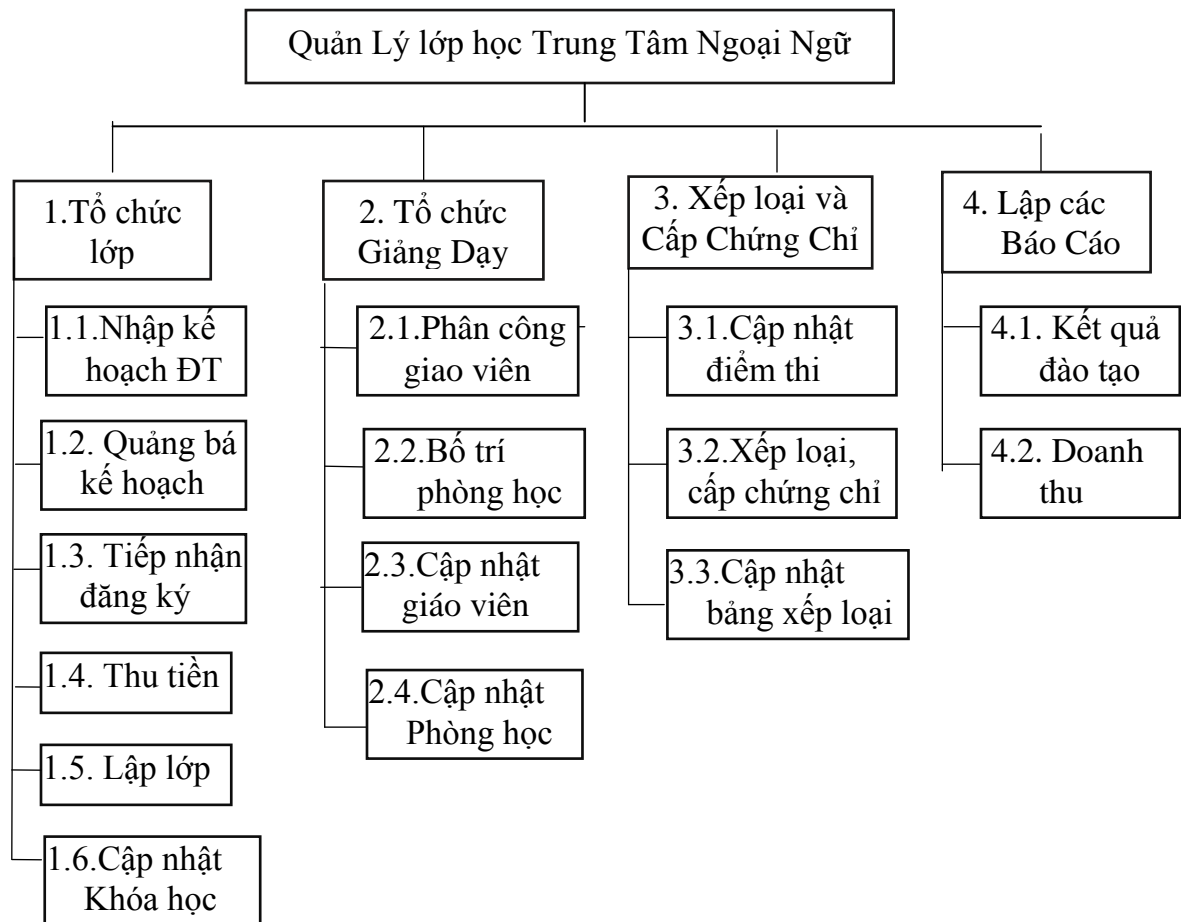 Quản Lý lớp học Trung Tâm Ngoại Ngữ
1.Tổ chức
lớp
1.1.Nhập kế
hoạch ĐT
1.2. Quảng bá
kế hoạch
1.3. Tiếp nhận
đăng ký
1.4. Thu tiền
1.5. Lập lớp
1.6.Cập nhật
Khóa học
2. Tổ chức
Giảng Dạy
2.1.Phân công
giao viên
2.2.Bố trí
phòng học
2.3.Cập nhật
giáo viên
2.4.Cập nhật
Phòng học
3. Xếp loại và
Cấp Chứng Chỉ
3.1.Cập nhật
điểm thi
3.2.Xếp loại,
cấp chứng chỉ
3.3.Cập nhật
bảng xếp loại
4. Lập các
Báo Cáo
4.1. Kết quả
đào tạo
4.2. Doanh
thu